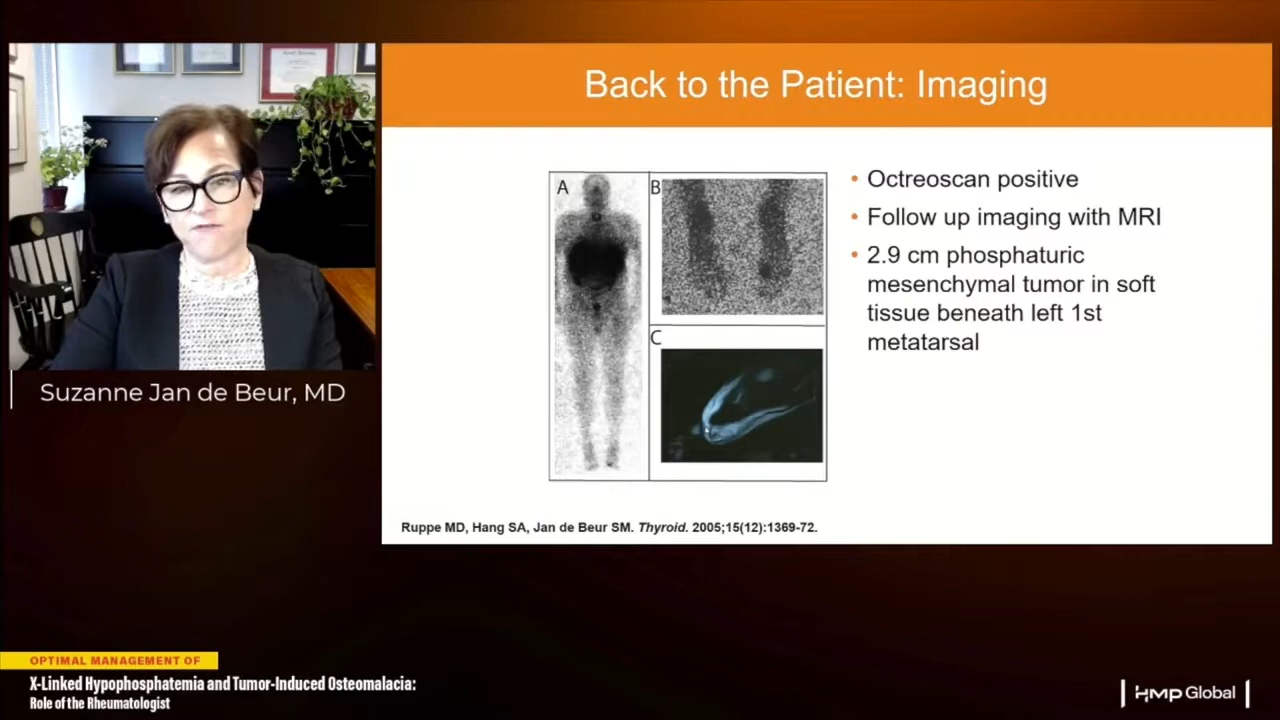 Back to the Patient: Imaging
A
B
C
• Octreoscan positive
• Follow up imaging with MRI
• 2.9 cm phosphaturic
mesenchymal tumor in soft
tissue beneath left 1st
metatarsal
Ruppe MD, Hang SA, Jan de Beur SM. Thyroid. 2005;15(12):1369-72.
Suzanne Jan de Beur, MD
OPTIMAL MANAGEMENT OF
X-Linked Hypophosphatemia and Tumor-Induced Osteomalacia:
Role of the Rheumatologist
HMP Global